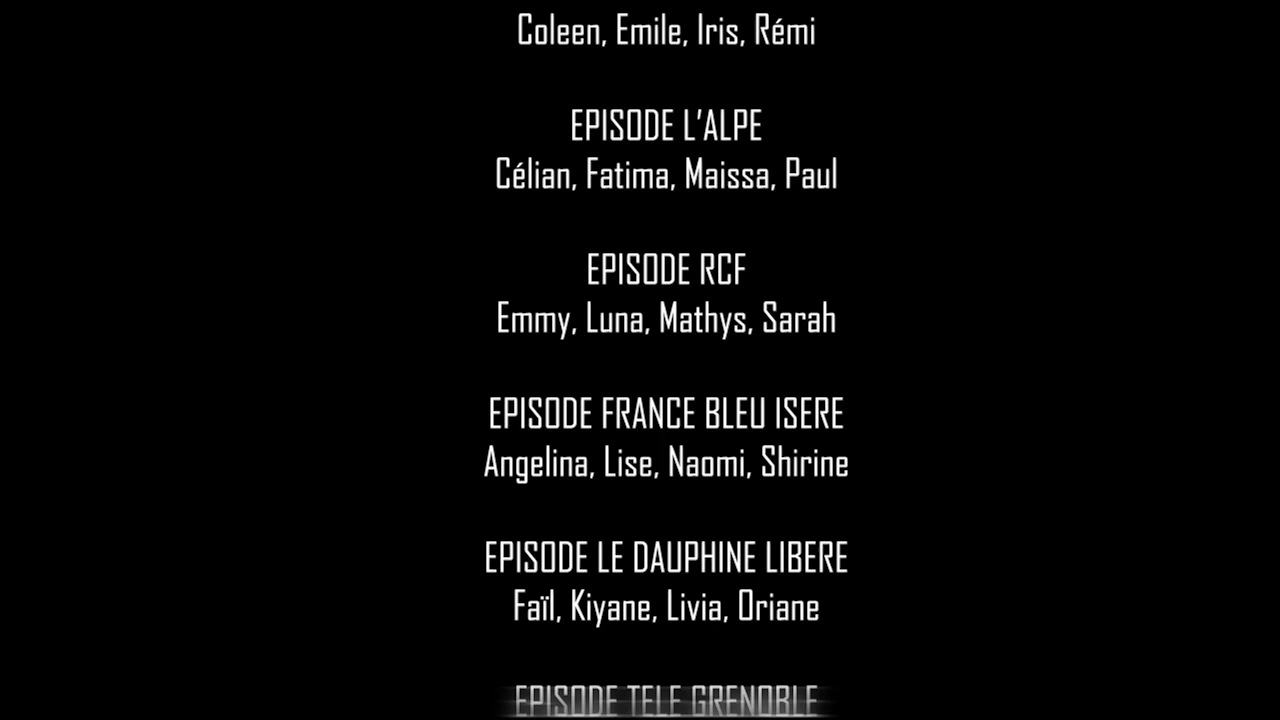 Coleen, Emile, Iris, Rémi
EPISODE L'ALPE
Célian, Fatima, Maissa, Paul
EPISODE RCF
Emmy, Luna, Mathys, Sarah
EPISODE FRANCE BLEU ISERE
Angelina, Lise, Naomi, Shirine
EPISODE LE DAUPHINE LIBERE
Faïl, Kiyane, Livia, Oriane
EPISODE TELE GRENOBLE